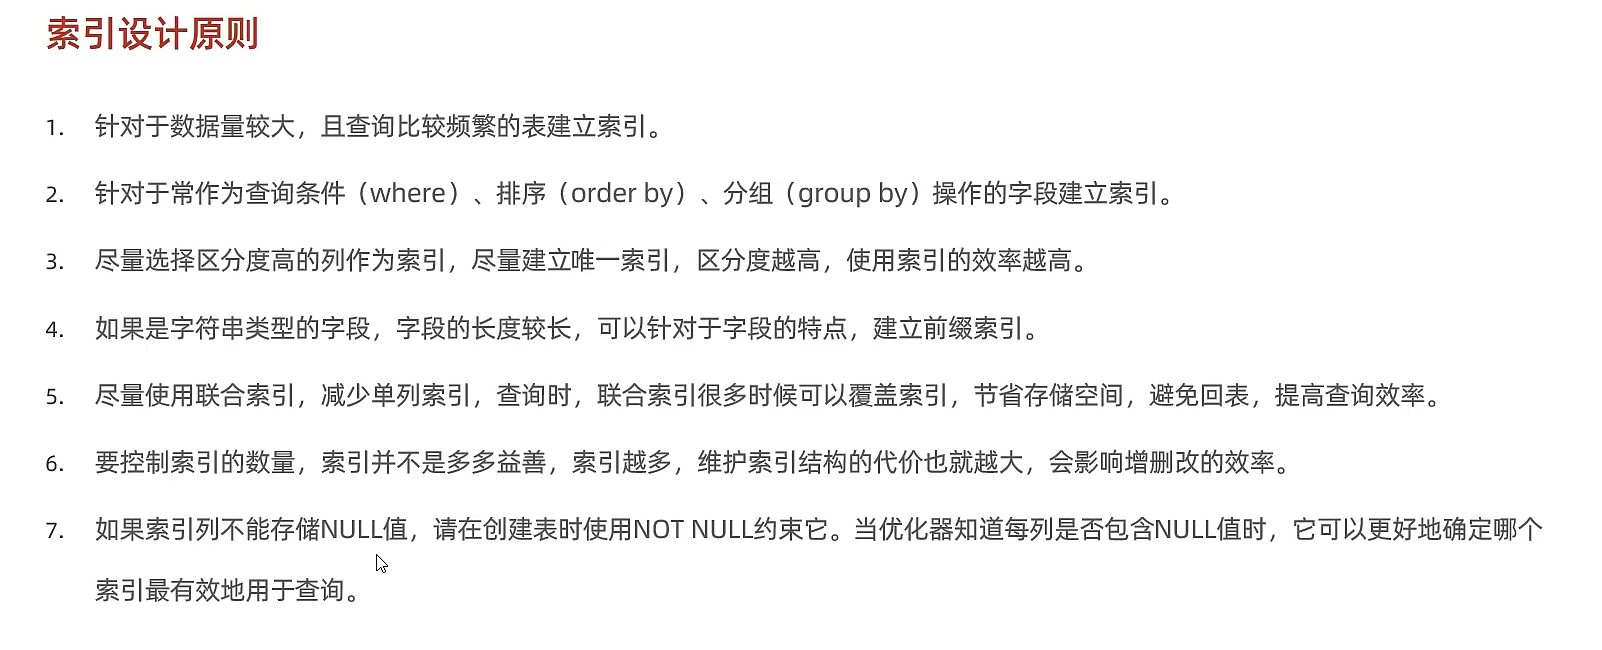 索引设计原则
1. 针对于数据量较大，且查询比较频繁的表建立索引。
2. 针对于常作为查询条件（where）、排序（order by）、分组（group by）操作的字段建立索引。
3. 尽量选择区分度高的列作为索引，尽量建立唯一索引，区分度越高，使用索引的效率越高。
4. 如果是字符串类型的字段，字段的长度较长，可以针对于字段的特点，建立前缀索引。
5. 尽量使用联合索引，减少单列索引，查询时，联合索引很多时候可以覆盖索引，节省存储空间，避免回表，提高查询效率。
6. 要控制索引的数量，索引并不是多多益善，索引越多，维护索引结构的代价也就越大，会影响增删改的效率。
7. 如果索引列不能存储NULL值，请在创建表时使用NOT NULL约束它。当优化器知道每列是否包含NULL值时，它可以更好地确定哪个
索引最有效地用于查询。